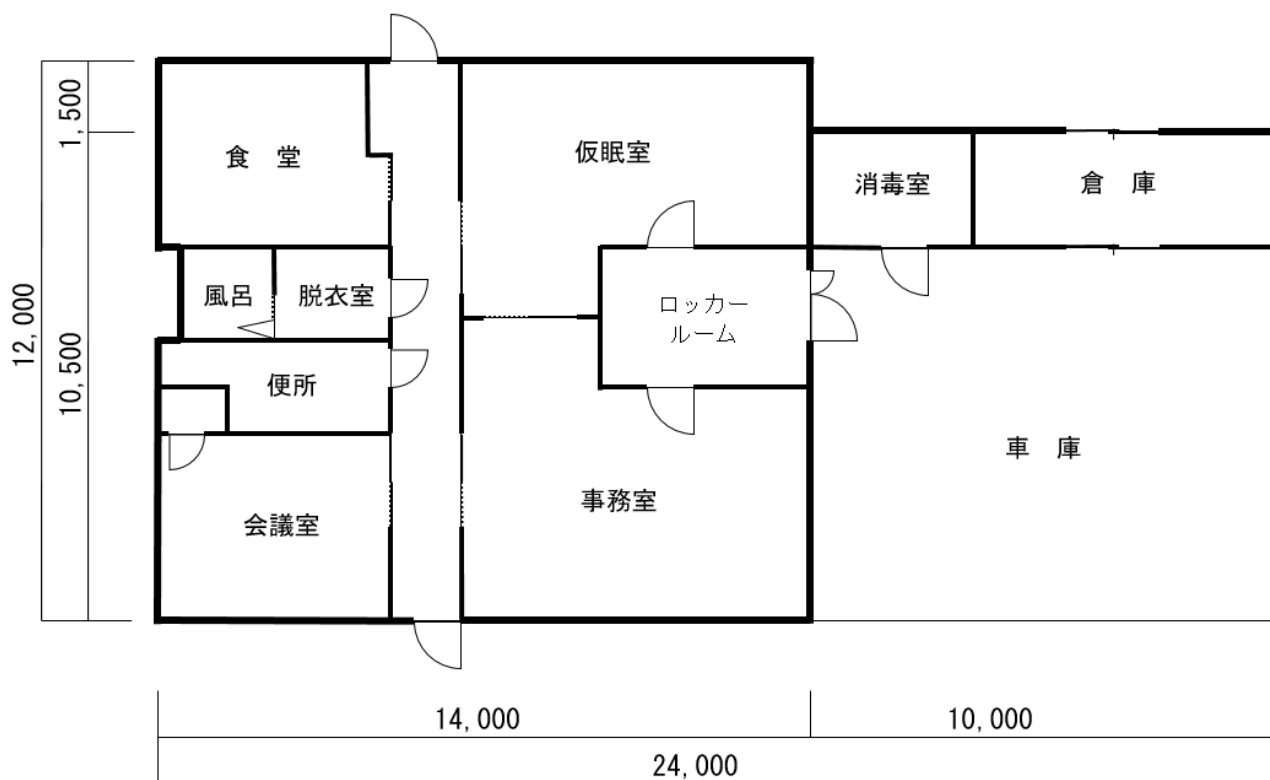 1,500
食　堂
仮眠室
消毒室
倉　庫
風呂
脱衣室
ロッカー
ルーム
12,000
10,500
便所
車　庫
会議室
事務室
14,000
10,000
24,000